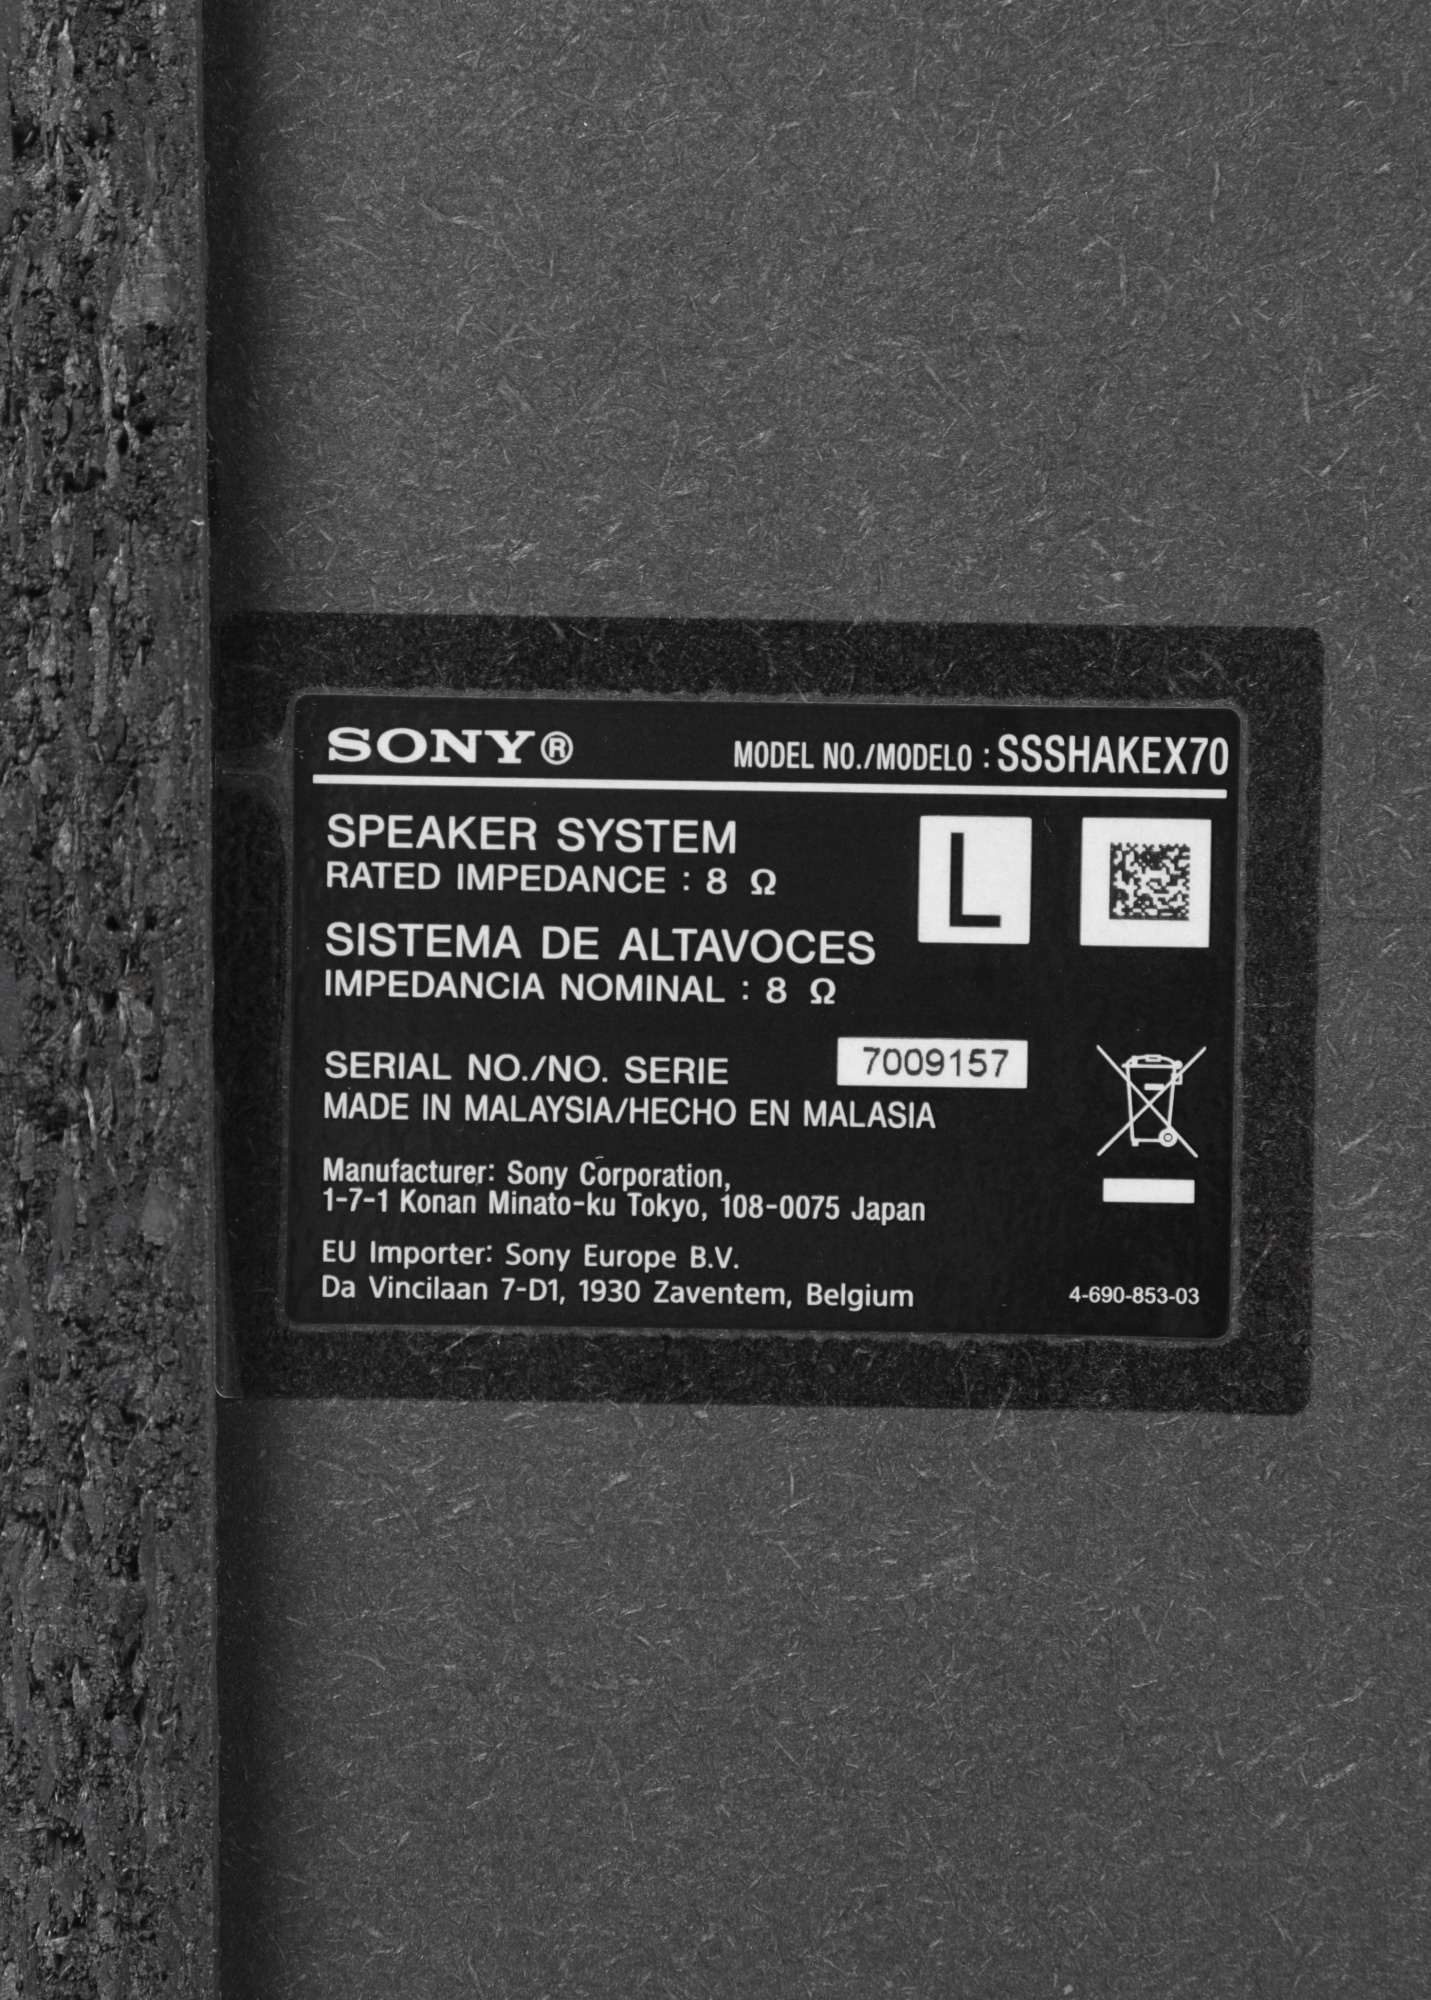 SONY® MODEL NO./MODELO : SSSHAKEX70
SPEAKER SYSTEM
RATED IMPEDANCE : 8 Ω
L
SISTEMA DE ALTAVOCES
IMPEDANCIA NOMINAL : 8 Ω
SERIAL NO./NO. SERIE 7009157
MADE IN MALAYSIA/HECHO EN MALASIA
Manufacturer: Sony Corporation,
1-7-1 Konan Minato-ku Tokyo, 108-0075 Japan
EU Importer: Sony Europe B.V.
Da Vincilaan 7-D1, 1930 Zaventem, Belgium
4-690-853-03